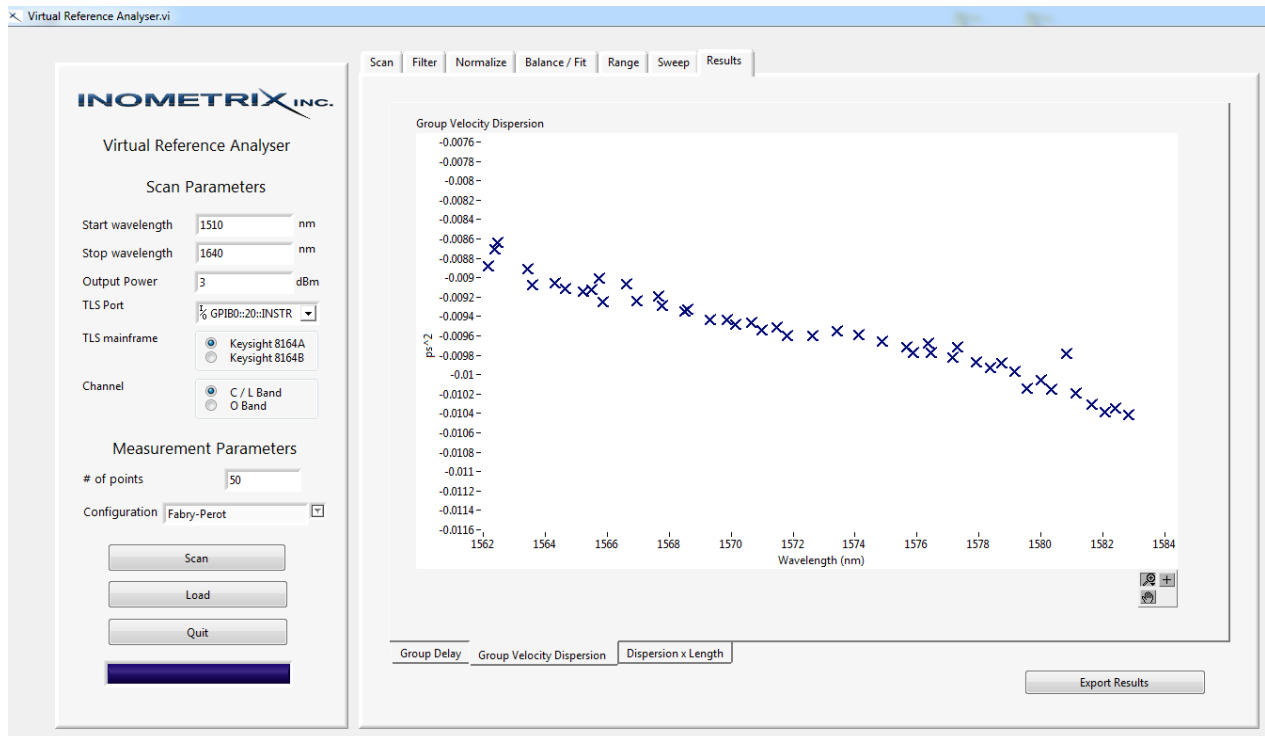 Virtual Reference Analyser.vi
INOMETRIX INC.
Virtual Reference Analyser
Scan Parameters
Start wavelength 1510 nm
Stop wavelength 1640 nm
Output Power 3 dBm
TLS Port GPIB0::20::INSTR
TLS mainframe Keysight 8164A
Keysight 8164B
Channel C / L Band
O Band
Measurement Parameters
# of points 50
Configuration Fabry-Perot
Scan
Load
Quit
Scan Filter Normalize Balance / Fit Range Sweep Results
Group Velocity Dispersion
-0.0076
-0.0078
-0.008
-0.0082
-0.0084
-0.0086
-0.0088
-0.009
-0.0092
-0.0094
-0.0096
-0.0098
-0.01
-0.0102
-0.0104
-0.0106
-0.0108
-0.011
-0.0112
-0.0114
-0.0116
ps^2
1562 1564 1566 1568 1570 1572 1574 1576 1578 1580 1582 1584
Wavelength (nm)
Group Delay Group Velocity Dispersion Dispersion x Length
Export Results